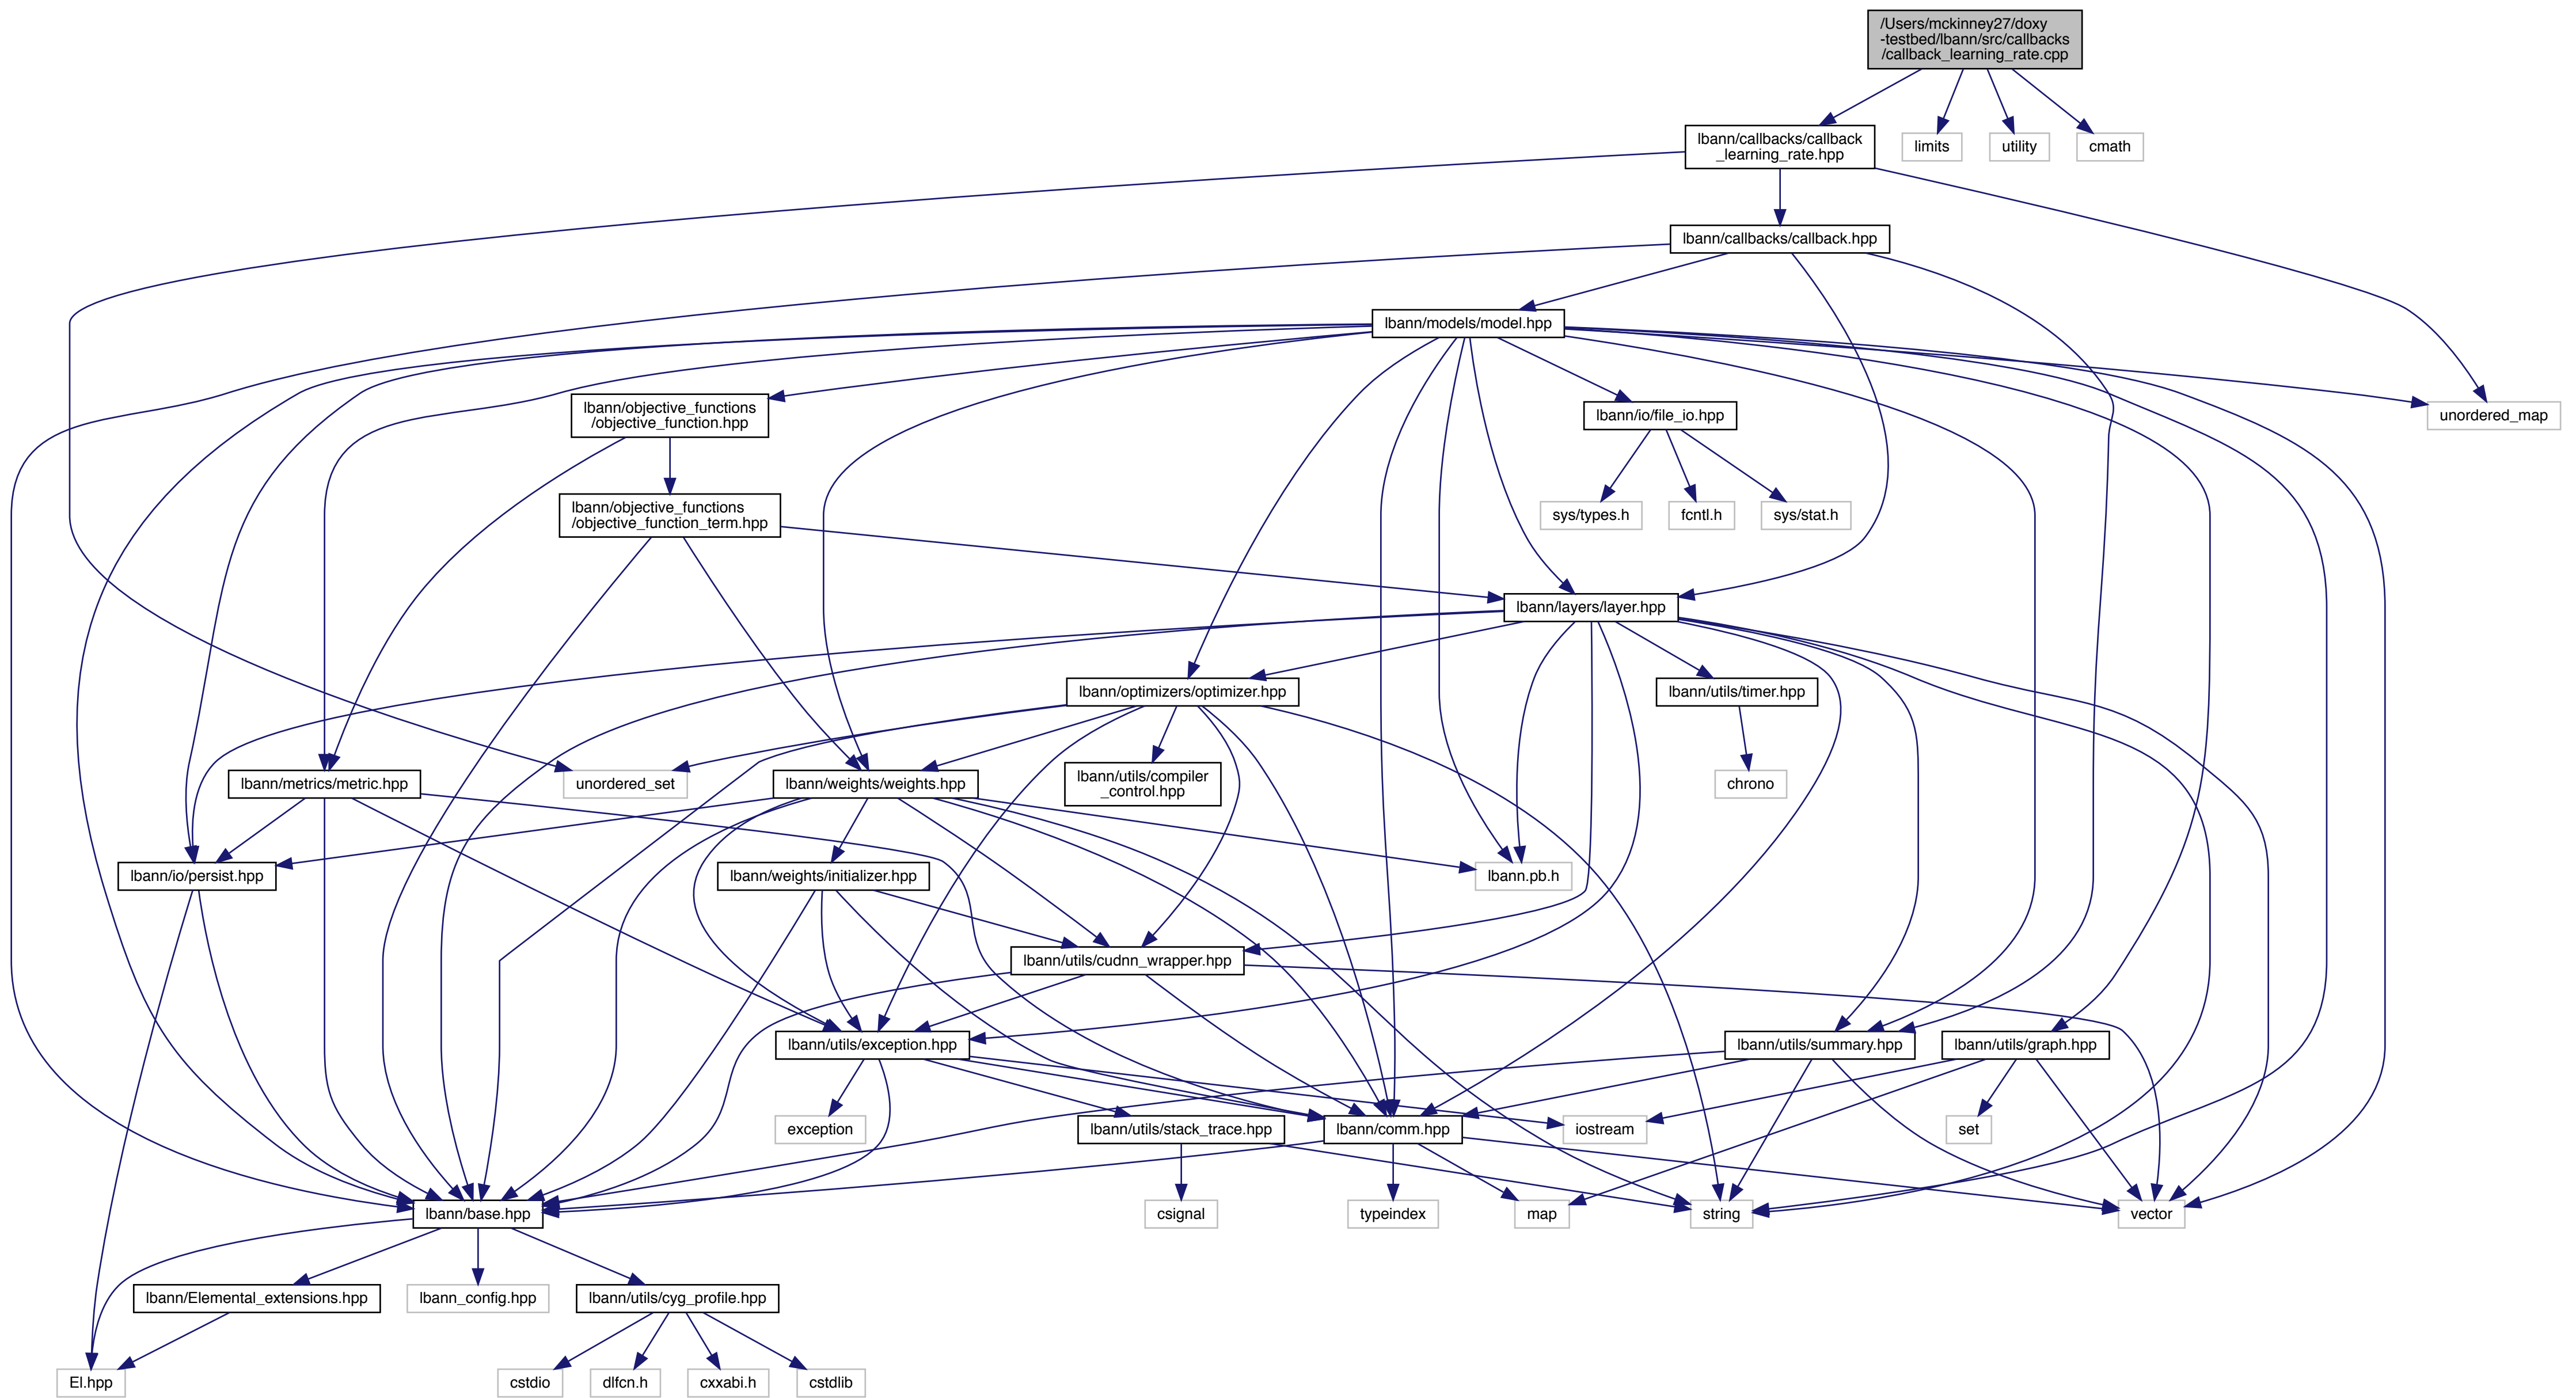 /Users/mckinney27/doxy
-testbed/lbann/src/callbacks
/callback_learning_rate.cpp
lbann/callbacks/callback
_learning_rate.hpp
limits
utility
cmath
lbann/callbacks/callback.hpp
lbann/models/model.hpp
lbann/objective_functions
/objective_function.hpp
lbann/io/file_io.hpp
unordered_map
lbann/objective_functions
/objective_function_term.hpp
sys/types.h
fcntl.h
sys/stat.h
lbann/layers/layer.hpp
lbann/optimizers/optimizer.hpp
lbann/utils/timer.hpp
lbann/metrics/metric.hpp
unordered_set
lbann/weights/weights.hpp
lbann/utils/compiler
_control.hpp
chrono
lbann/io/persist.hpp
lbann/weights/initializer.hpp
lbann.pb.h
lbann/utils/cudnn_wrapper.hpp
lbann/utils/exception.hpp
lbann/utils/summary.hpp
lbann/utils/graph.hpp
exception
lbann/utils/stack_trace.hpp
lbann/comm.hpp
iostream
set
lbann/base.hpp
csignal
typeindex
map
string
vector
lbann/Elemental_extensions.hpp
lbann_config.hpp
lbann/utils/cyg_profile.hpp
El.hpp
cstdio
dlfcn.h
cxxabi.h
cstdlib